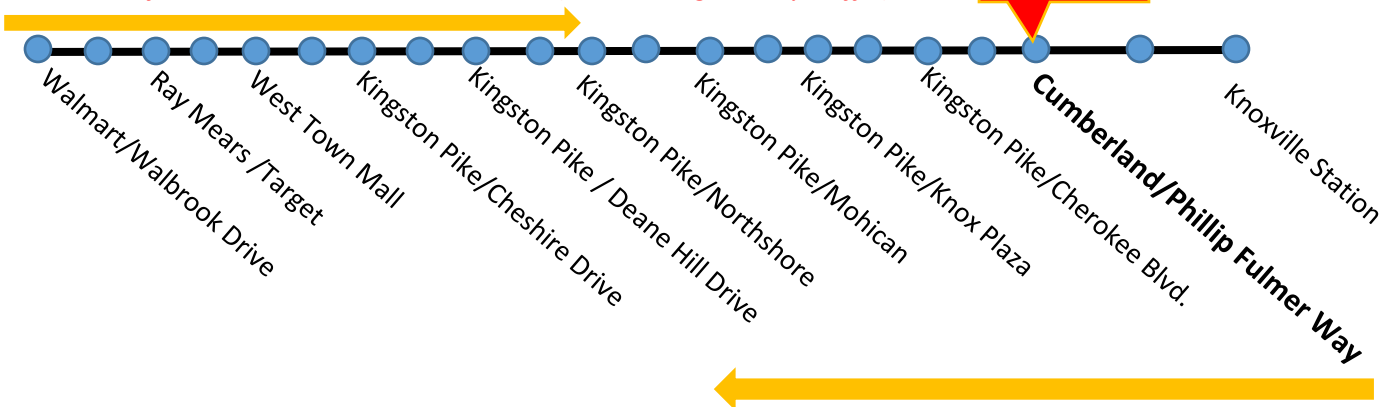 Walmart/Walbrook Drive
Ray Mears /Target
West Town Mall
Kingston Pike/Cheshire Drive
Kingston Pike / Deane Hill Drive
Kingston Pike/Northshore
Kingston Pike/Mohican
Kingston Pike/Knox Plaza
Kingston Pike/Cherokee Blvd.
Cumberland/Phillip Fulmer Way
Knoxville Station